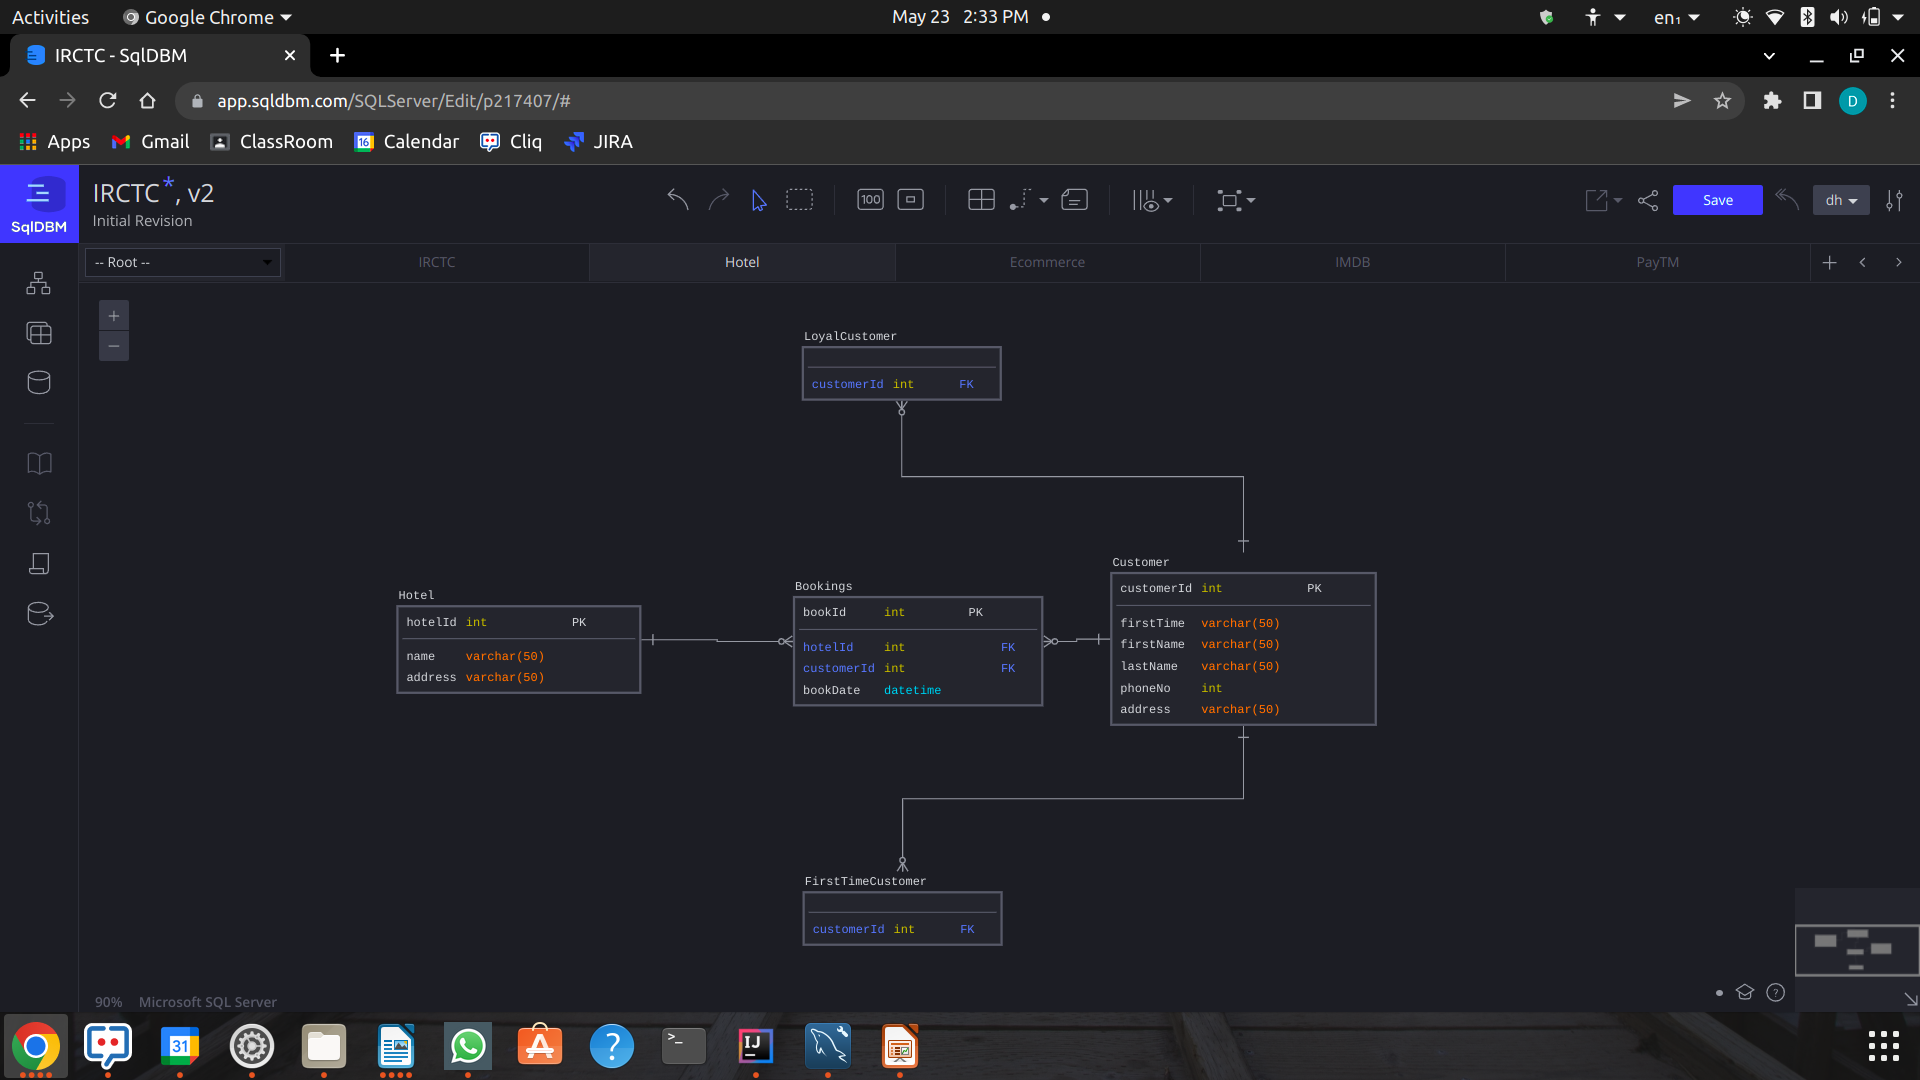 Activities
Google Chrome
May 23 2:33 PM
en₁
IRCTC - SqlDBM
app.sqldbm.com/SQLServer/Edit/p217407/#
D
Apps
Gmail
ClassRoom
16
Calendar
Cliq
JIRA
SqlDBM
IRCTC*, v2
Initial Revision
100
Save
dh
-- Root --
IRCTC
Hotel
Ecommerce
IMDB
PayTM
+
−
LoyalCustomer
customerId int FK
Customer
customerId int PK
firstTime varchar(50)
firstName varchar(50)
lastName varchar(50)
phoneNo int
address varchar(50)
Bookings
bookId int PK
hotelId int FK
customerId int FK
bookDate datetime
Hotel
hotelId int PK
name varchar(50)
address varchar(50)
FirstTimeCustomer
customerId int FK
90% Microsoft SQL Server
?
31
A
?
>_
IJ